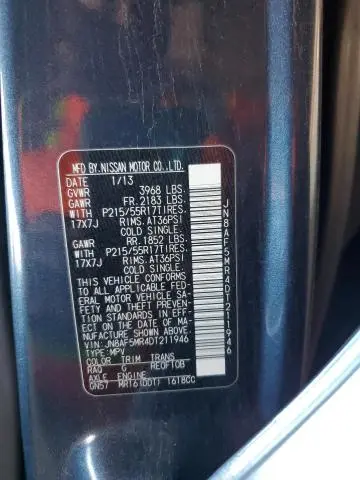 MFD BY.NISSAN MOTOR CO.,LTD.
DATE 1/13
GVWR 3968 LBS.
GAWR FR.2183 LBS.
WITH P215/55R17TIRES.
17X7J RIMS.AT36PSI
COLD SINGLE.
GAWR RR.1852 LBS.
WITH P215/55R17TIRES.
17X7J RIMS.AT36PSI
COLD SINGLE.
THIS VEHICLE CONFORMS
TO ALL APPLICABLE FED-
ERAL MOTOR VEHICLE SA-
FETY AND THEFT PREVEN-
TION STANDARDS IN EFF-
ECT ON THE DATE OF MA-
NUFACTURE SHOWN ABOVE.
VIN:JN8AF5MR4DT211946
TYPE:MPV
COLOR TRIM TRANS
RAQ G RE0F10B
AXLE ENGINE
GN57 MR16(DDT) 1618CC
JN8AF5MR4DT211946